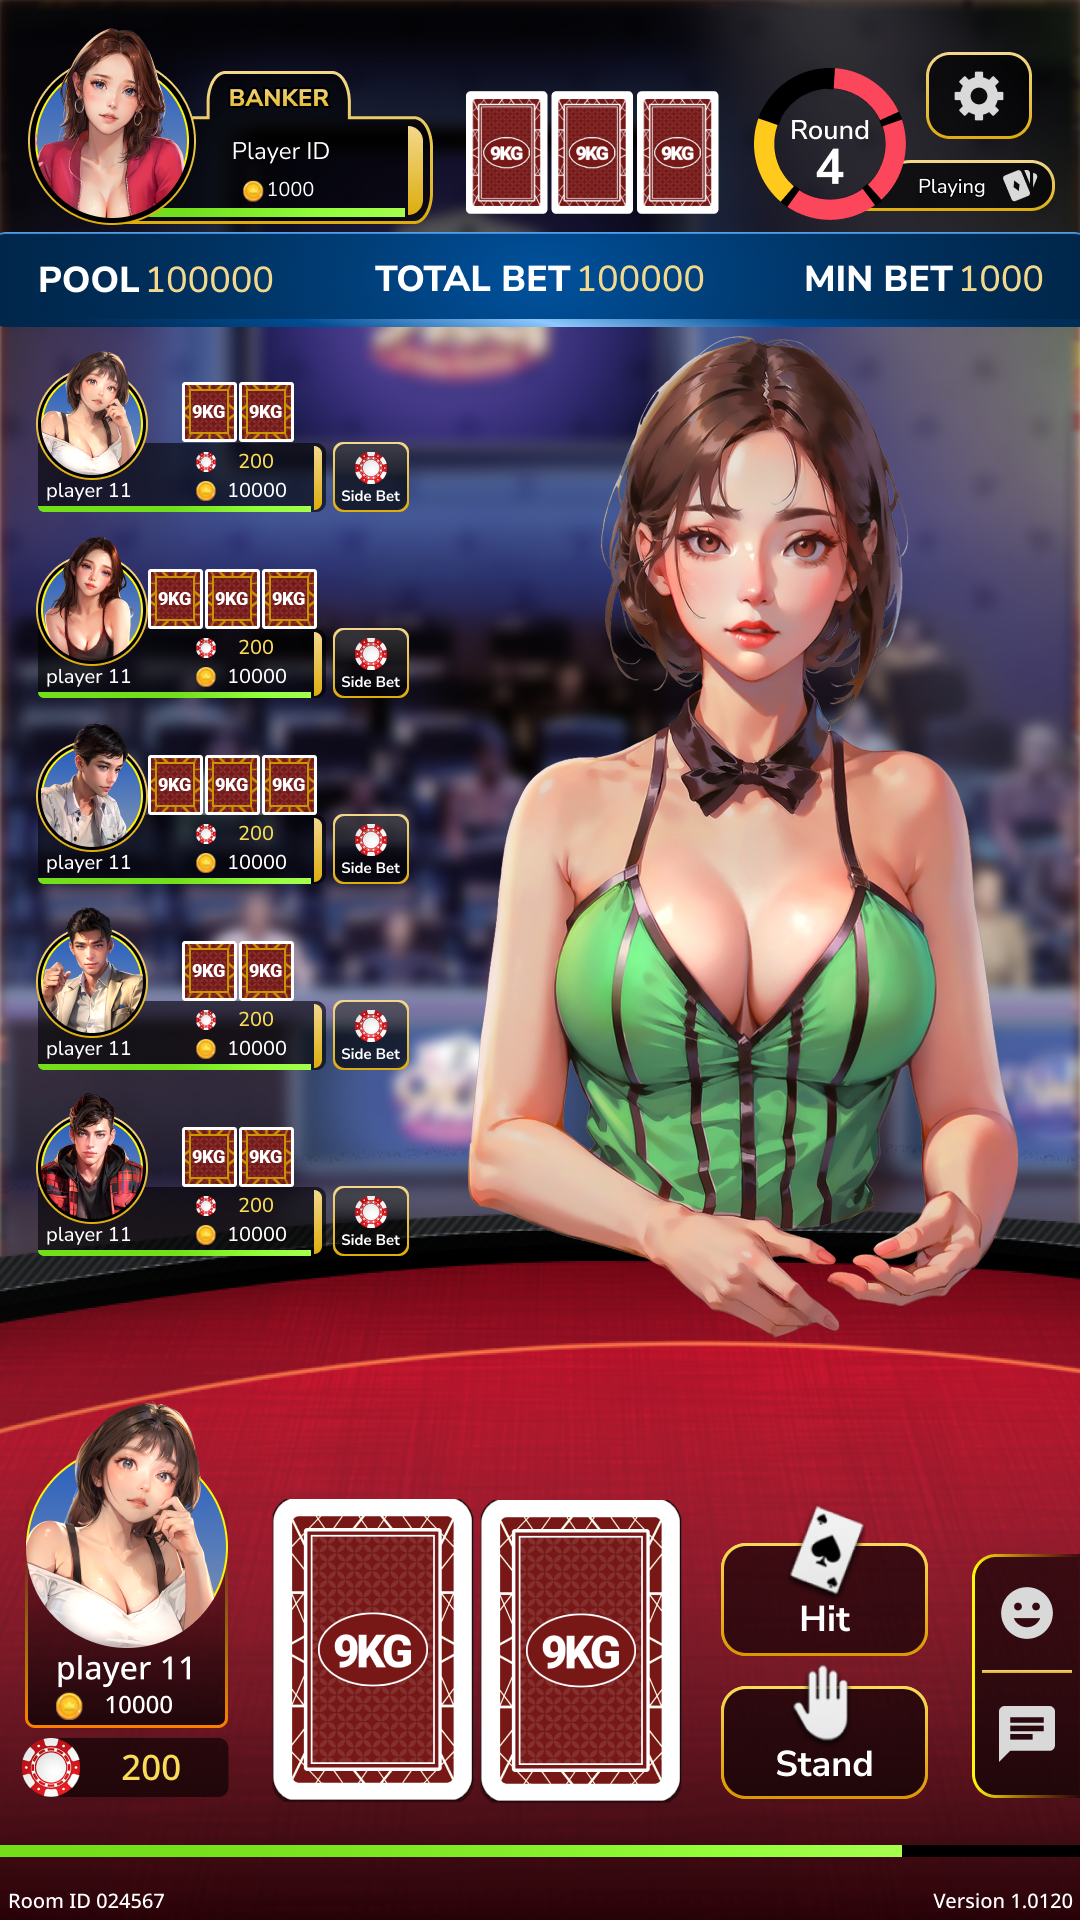 BANKER
Player ID
1000
9KG 9KG 9KG
Round
4
Playing
POOL 100000 TOTAL BET 100000 MIN BET 1000
9KG 9KG
200
player 11 10000
Side Bet
9KG 9KG 9KG
200
player 11 10000
Side Bet
9KG 9KG 9KG
200
player 11 10000
Side Bet
9KG 9KG
200
player 11 10000
Side Bet
9KG 9KG
200
player 11 10000
Side Bet
player 11
10000
200
9KG 9KG
Hit
Stand
Room ID 024567 Version 1.0120